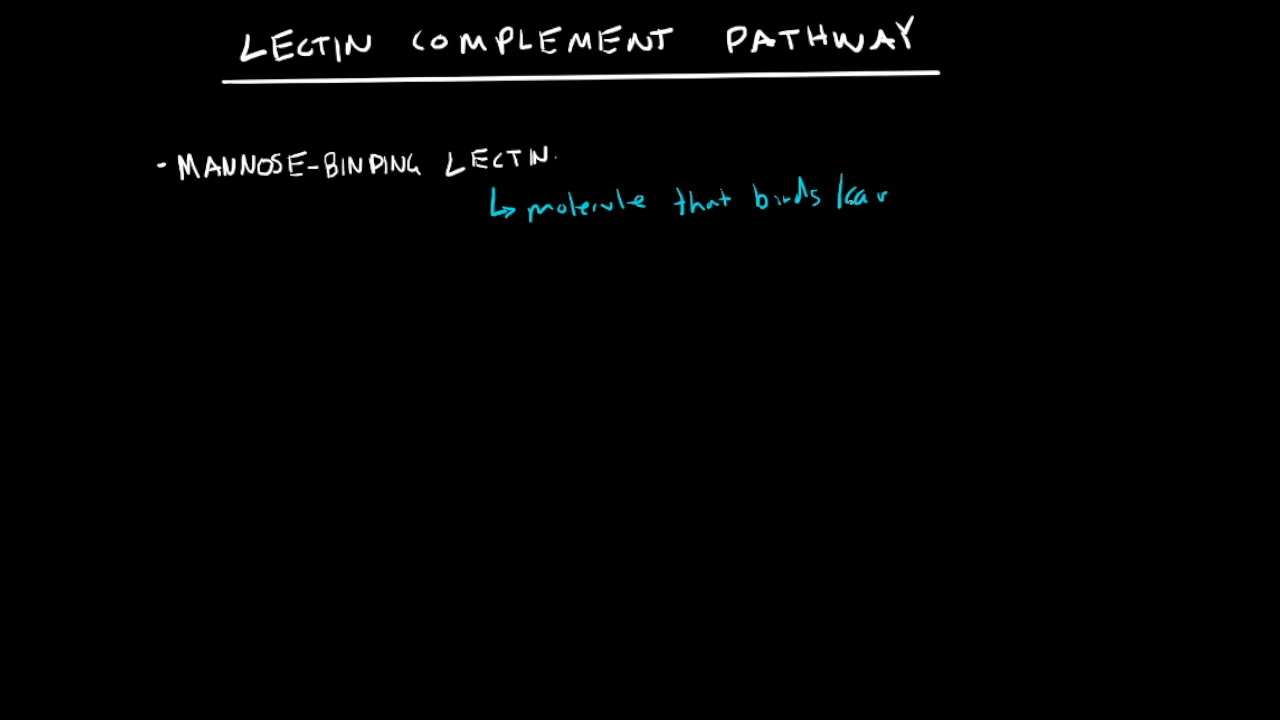 LECTIN COMPLEMENT PATHWAY
- MANNOSE-BINDING LECTIN
↳ molecule that binds